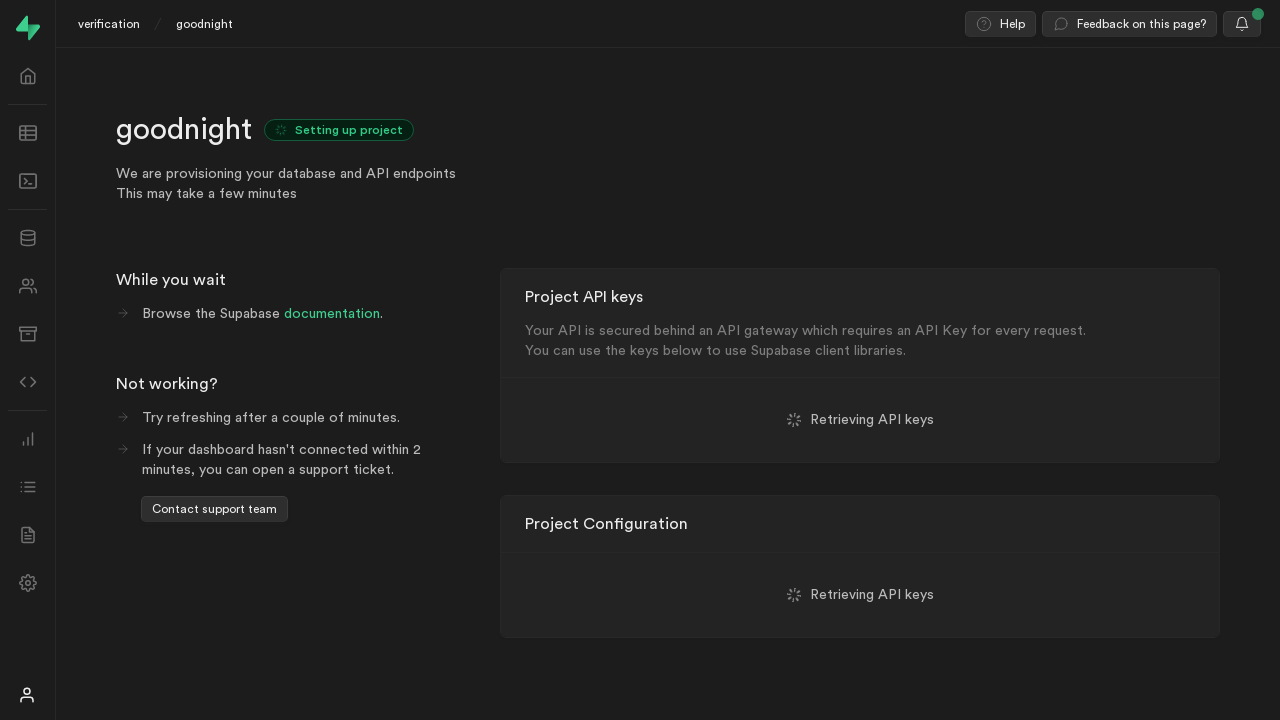 verification / goodnight
Help
Feedback on this page?
goodnight
Setting up project
We are provisioning your database and API endpoints
This may take a few minutes
While you wait
Browse the Supabase documentation.
Not working?
Try refreshing after a couple of minutes.
If your dashboard hasn't connected within 2
minutes, you can open a support ticket.
Contact support team
Project API keys
Your API is secured behind an API gateway which requires an API Key for every request.
You can use the keys below to use Supabase client libraries.
Retrieving API keys
Project Configuration
Retrieving API keys